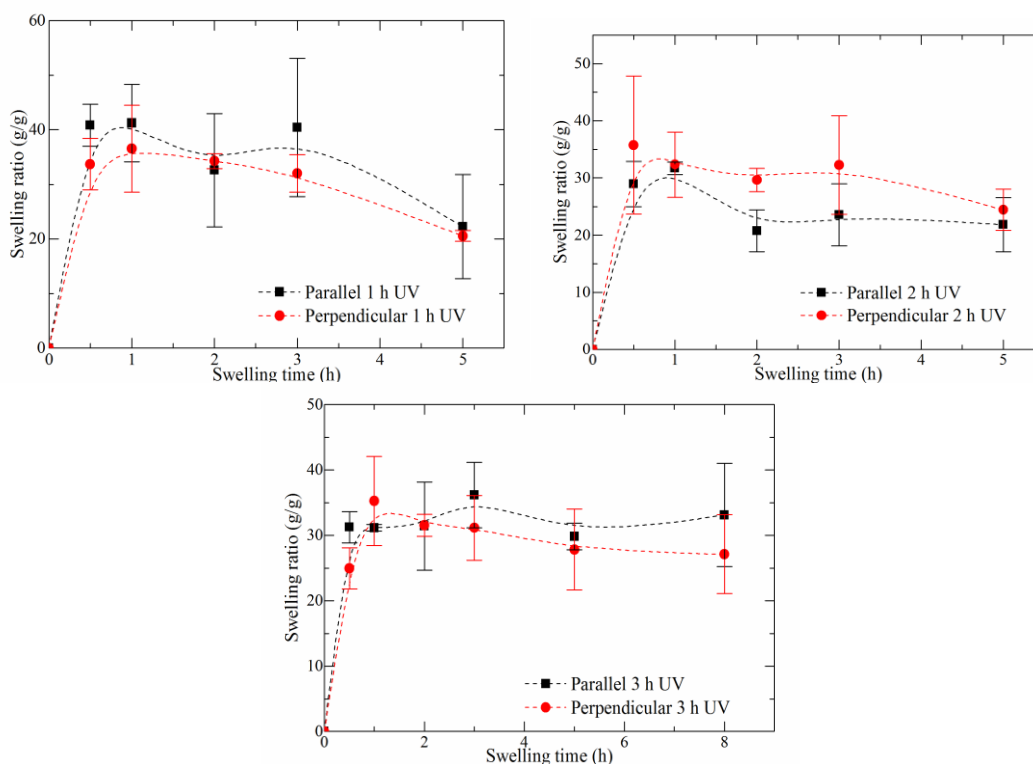 60
40
20
0
Swelling ratio (g/g)
Parallel 1 h UV
Perpendicular 1 h UV
0 1 2 3 4 5
Swelling time (h)
50
40
30
20
10
0
Swelling ratio (g/g)
Parallel 2 h UV
Perpendicular 2 h UV
0 1 2 3 4 5
Swelling time (h)
50
40
30
20
10
0
Swelling ratio (g/g)
Parallel 3 h UV
Perpendicular 3 h UV
0 2 4 6 8
Swelling time (h)